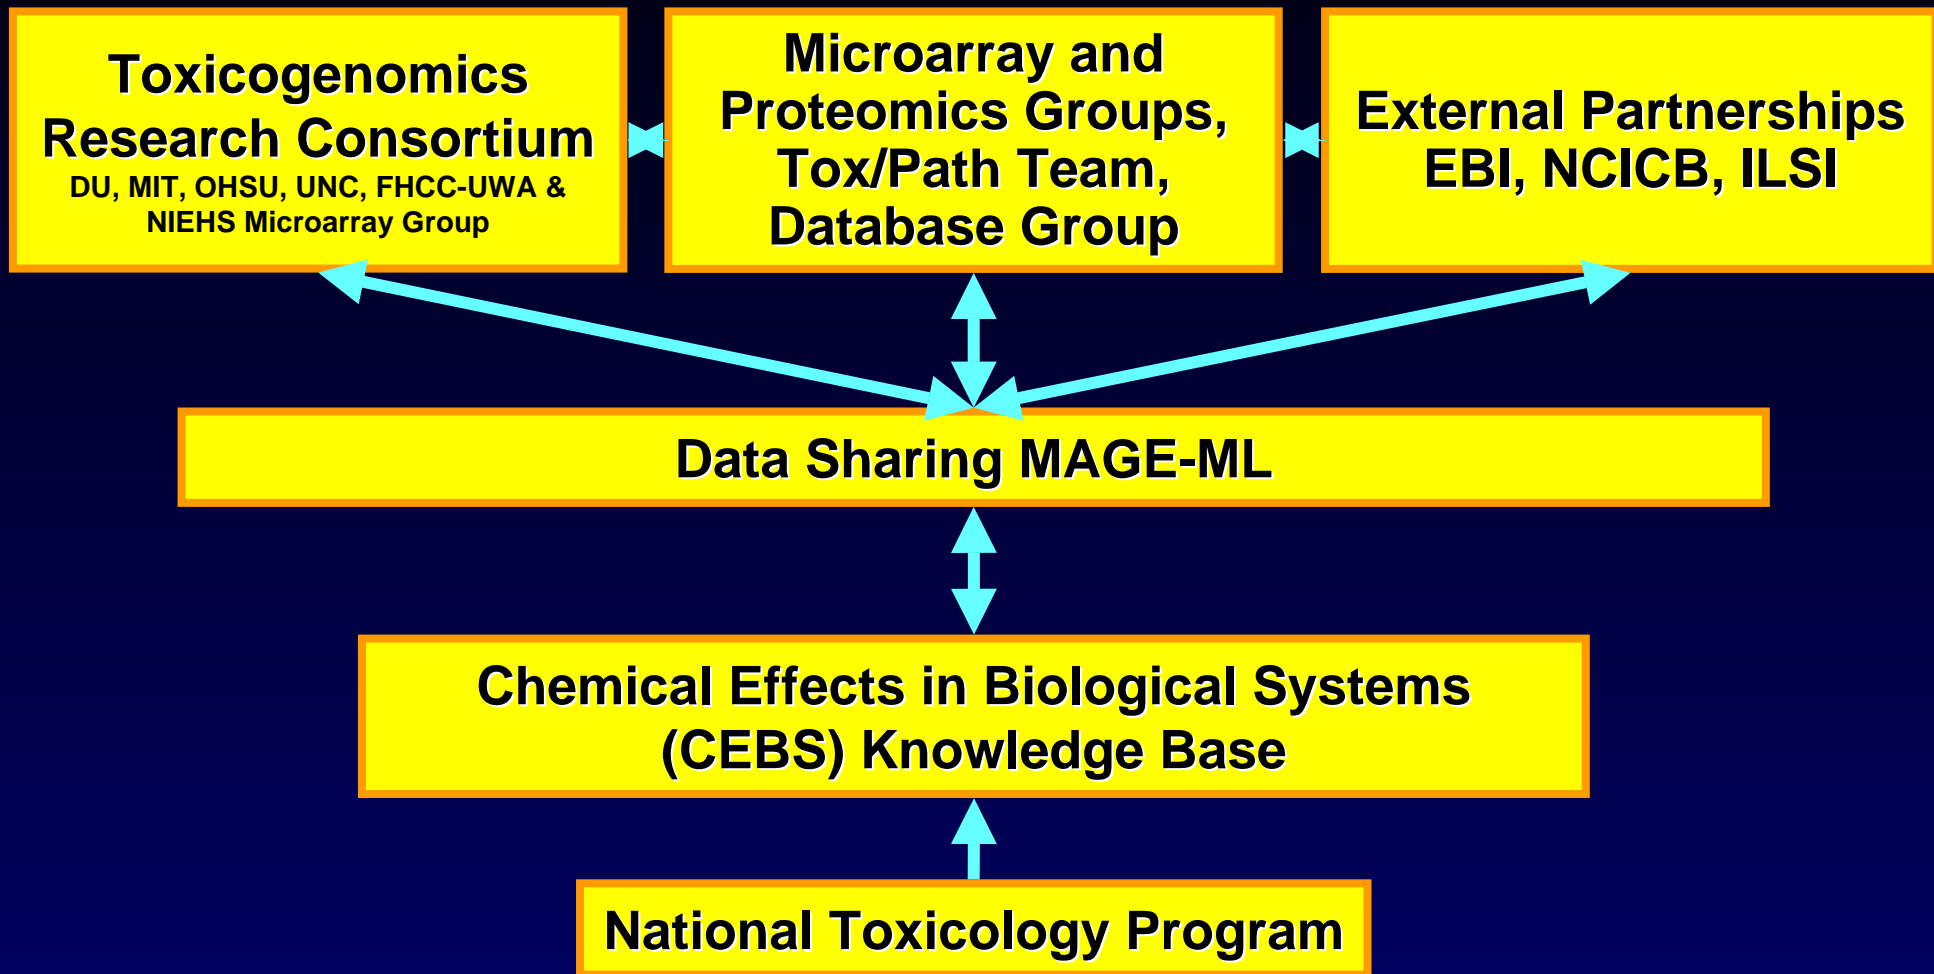 Toxicogenomics
Research Consortium
DU, MIT, OHSU, UNC, FHCC-UWA &
NIEHS Microarray Group
Microarray and
Proteomics Groups,
Tox/Path Team,
Database Group
External Partnerships
EBI, NCICB, ILSI
Data Sharing MAGE-ML
Chemical Effects in Biological Systems
(CEBS) Knowledge Base
National Toxicology Program